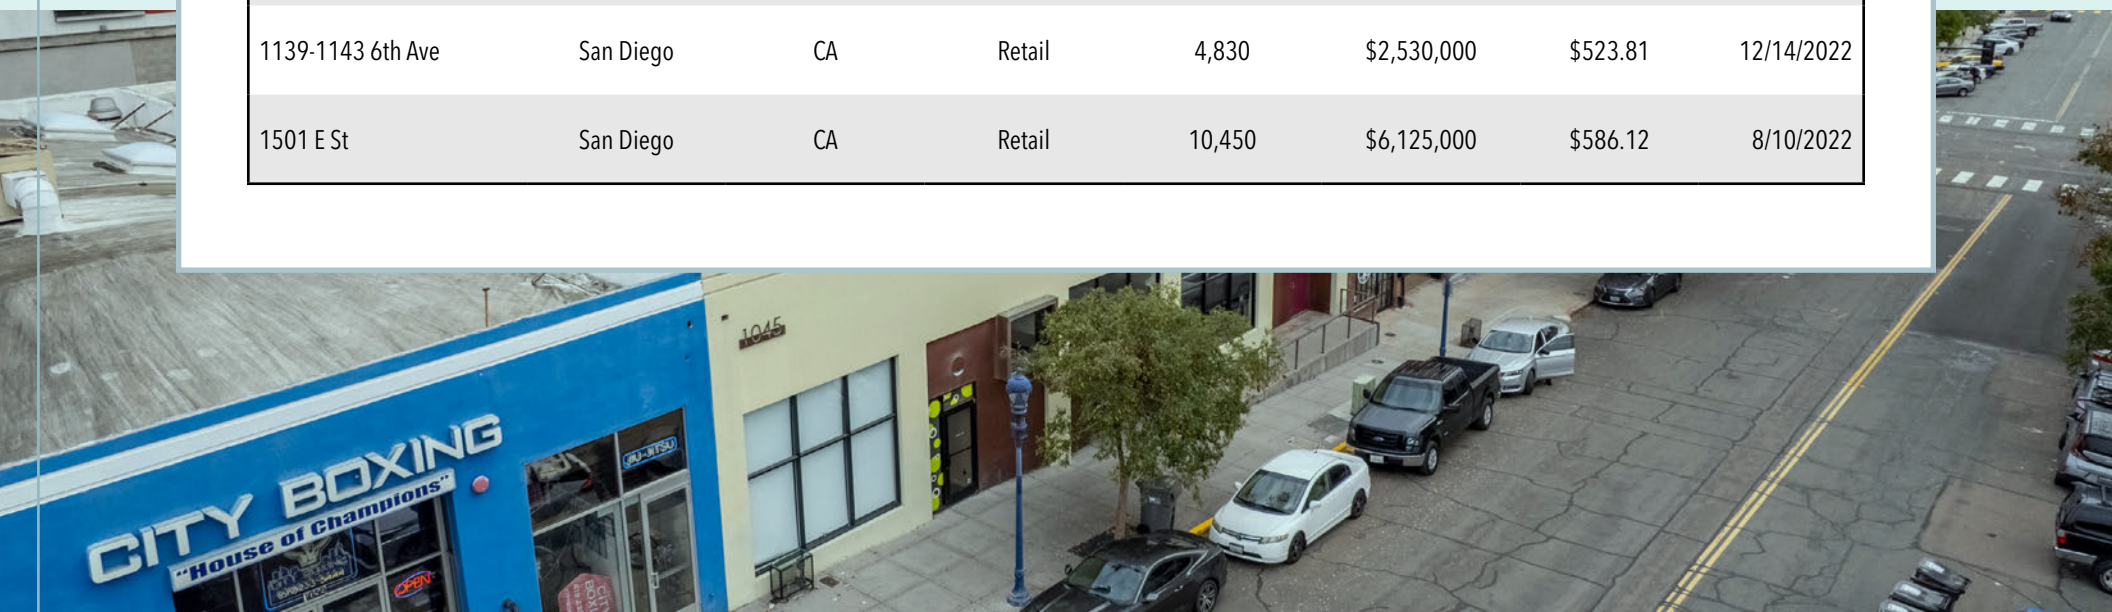 1139-1143 6th Ave San Diego CA Retail 4,830 $2,530,000 $523.81 12/14/2022
1501 E St San Diego CA Retail 10,450 $6,125,000 $586.12 8/10/2022
1045
JIU-JITSU
CITY BOXING
"House of Champions"
OPEN